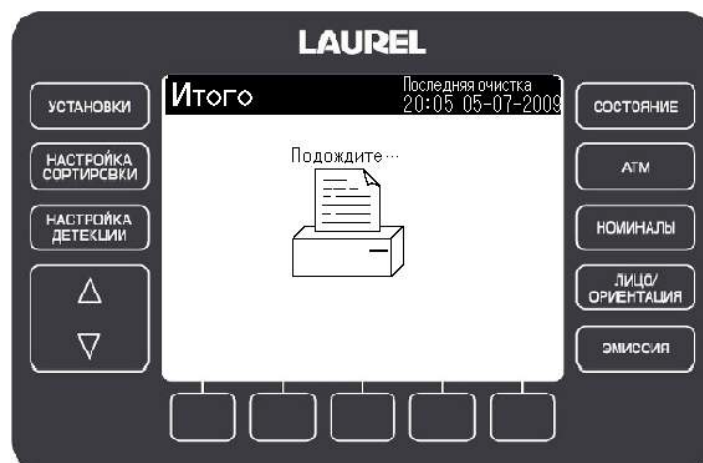 LAUREL
УСТАНОВКИ
НАСТРОЙКА
СОРТИРСВКИ
НАСТРОЙКА
ДЕТЕКЦИИ
Итого
Последняя очистка
20:05 05-07-2009
Подождите...
СОСТОЯНИЕ
АТМ
НОМИНАЛЫ
ЛИЦО/
ОРИЕНТАЦИЯ
ЭМИССИЯ